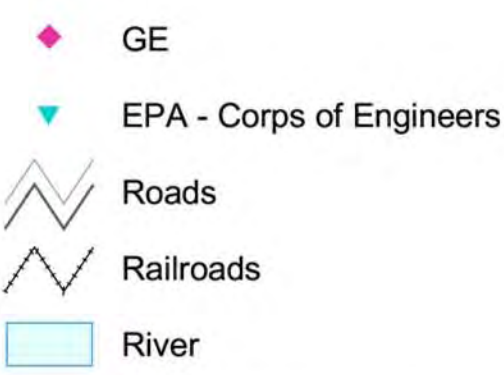 GE
EPA - Corps of Engineers
Roads
Railroads
River